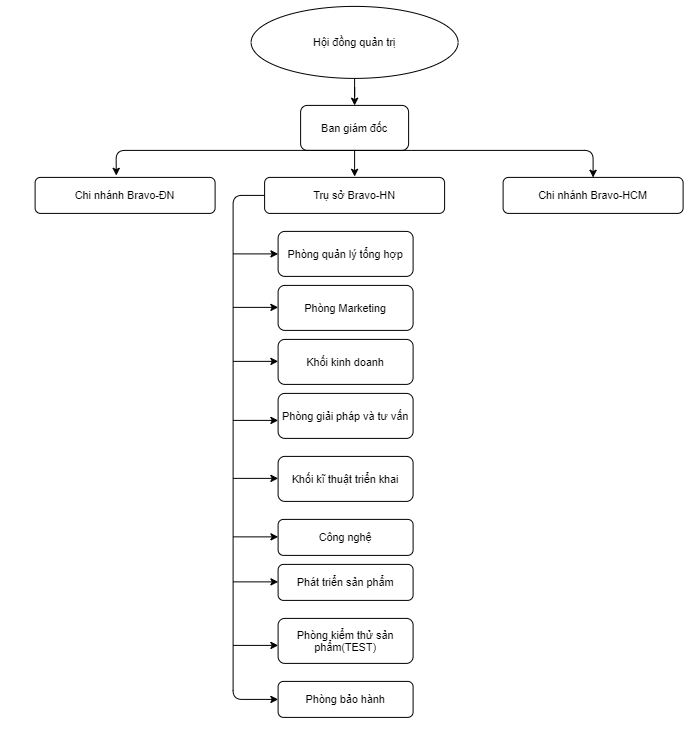 Hội đồng quản trị
Ban giám đốc
Chi nhánh Bravo-ĐN
Trụ sở Bravo-HN
Chi nhánh Bravo-HCM
Phòng quản lý tổng hợp
Phòng Marketing
Khối kinh doanh
Phòng giải pháp và tư vấn
Khối kĩ thuật triển khai
Công nghệ
Phát triển sản phẩm
Phòng kiểm thử sản
phẩm(TEST)
Phòng bảo hành